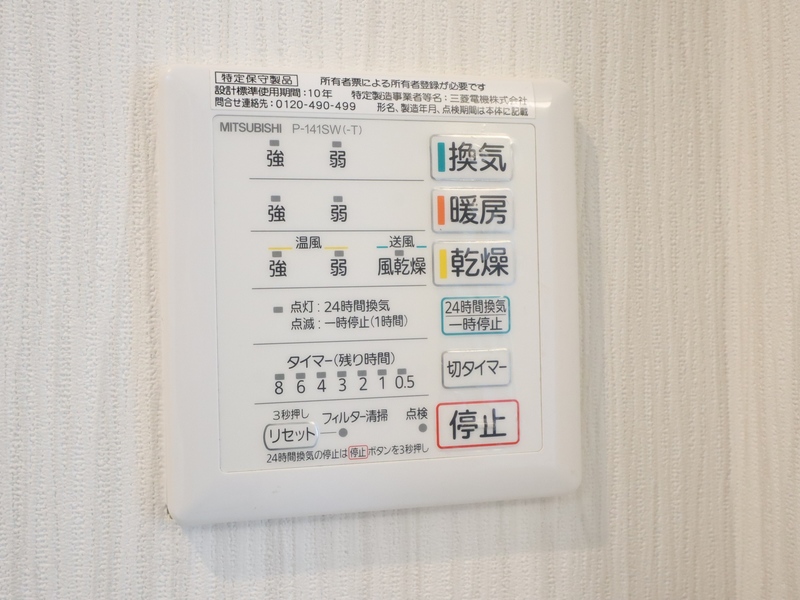 特定保守製品 所有者票による所有者登録が必要です
設計標準使用期間:10年 特定製造事業者等名:三菱電機株式会社
問合せ連絡先:0120-490-499 形名、製造年月、点検期間は本体に記載
MITSUBISHI P-141SW(-T)
強 弱 換気
強 弱 暖房
温風 送風
強 弱 風乾燥 乾燥
点灯:24時間換気
点滅:一時停止(1時間)
24時間換気
一時停止
タイマー(残り時間)
8 6 4 3 2 1 0.5
切タイマー
3秒押し
リセット フィルター清掃 点検
停止
24時間換気の停止は停止ボタンを3秒押し